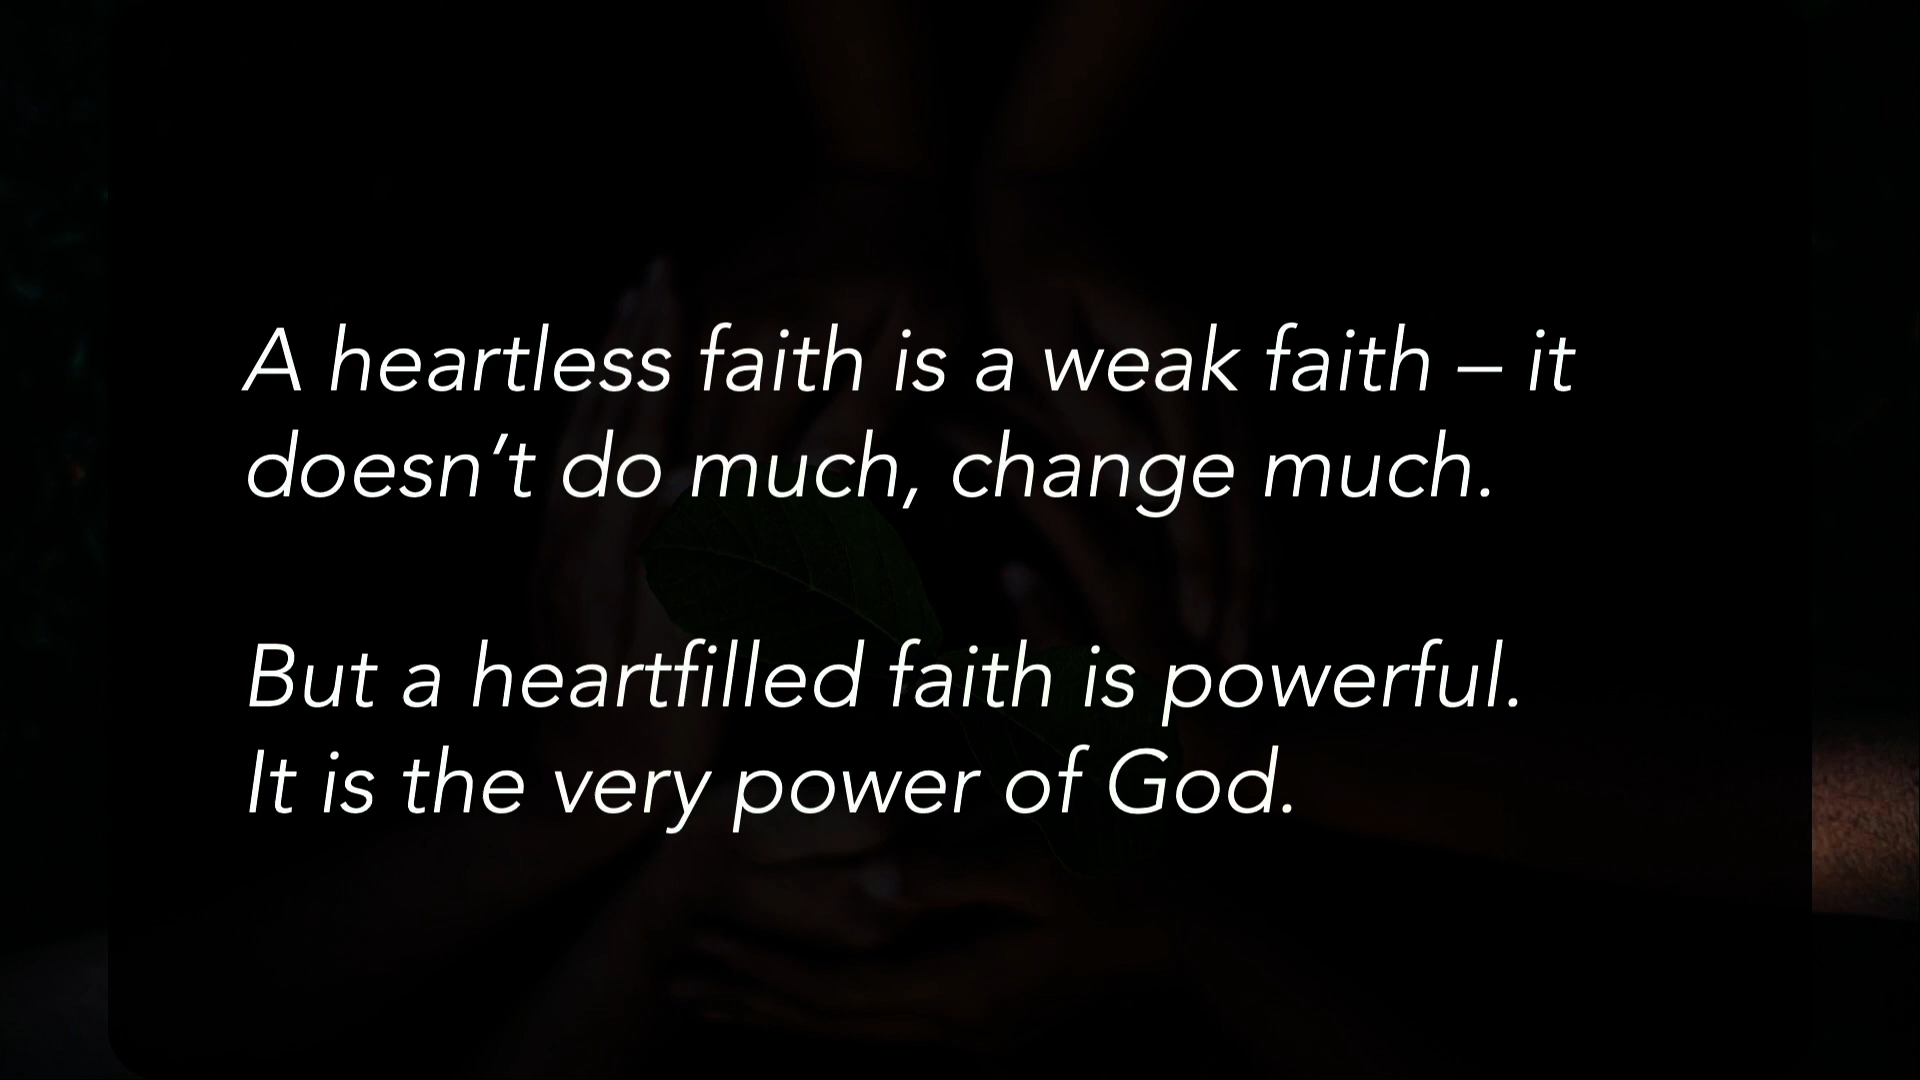 A heartless faith is a weak faith – it
doesn’t do much, change much.
But a heartfilled faith is powerful.
It is the very power of God.